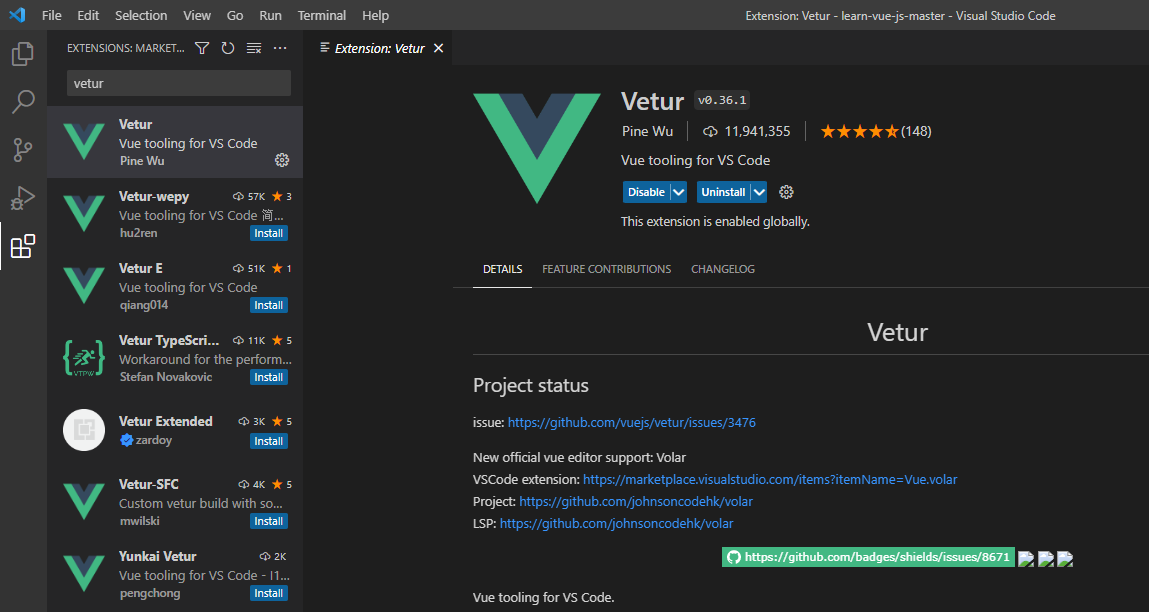 File Edit Selection View Go Run Terminal Help
Extension: Vetur - learn-vue-js-master - Visual Studio Code
EXTENSIONS: MARKET...
vetur
Vetur
Vue tooling for VS Code
Pine Wu
Vetur-wepy 57K 3
Vue tooling for VS Code 简...
hu2ren Install
Vetur E 51K 1
Vue tooling for VS Code
qiang014 Install
Vetur TypeScri... 11K 5
Workaround for the perform...
Stefan Novakovic Install
VTPW
Vetur Extended 3K 5
zardoy Install
Vetur-SFC 4K 5
Custom vetur build with so...
mwilski Install
Yunkai Vetur 2K
Vue tooling for VS Code - I1...
pengchong Install
Extension: Vetur
Vetur v0.36.1
Pine Wu 11,941,355 (148)
Vue tooling for VS Code
Disable Uninstall
This extension is enabled globally.
DETAILS FEATURE CONTRIBUTIONS CHANGELOG
Vetur
Project status
issue: https://github.com/vuejs/vetur/issues/3476
New official vue editor support: Volar
VSCode extension: https://marketplace.visualstudio.com/items?itemName=Vue.volar
Project: https://github.com/johnsoncodehk/volar
LSP: https://github.com/johnsoncodehk/volar
https://github.com/badges/shields/issues/8671
Vue tooling for VS Code.